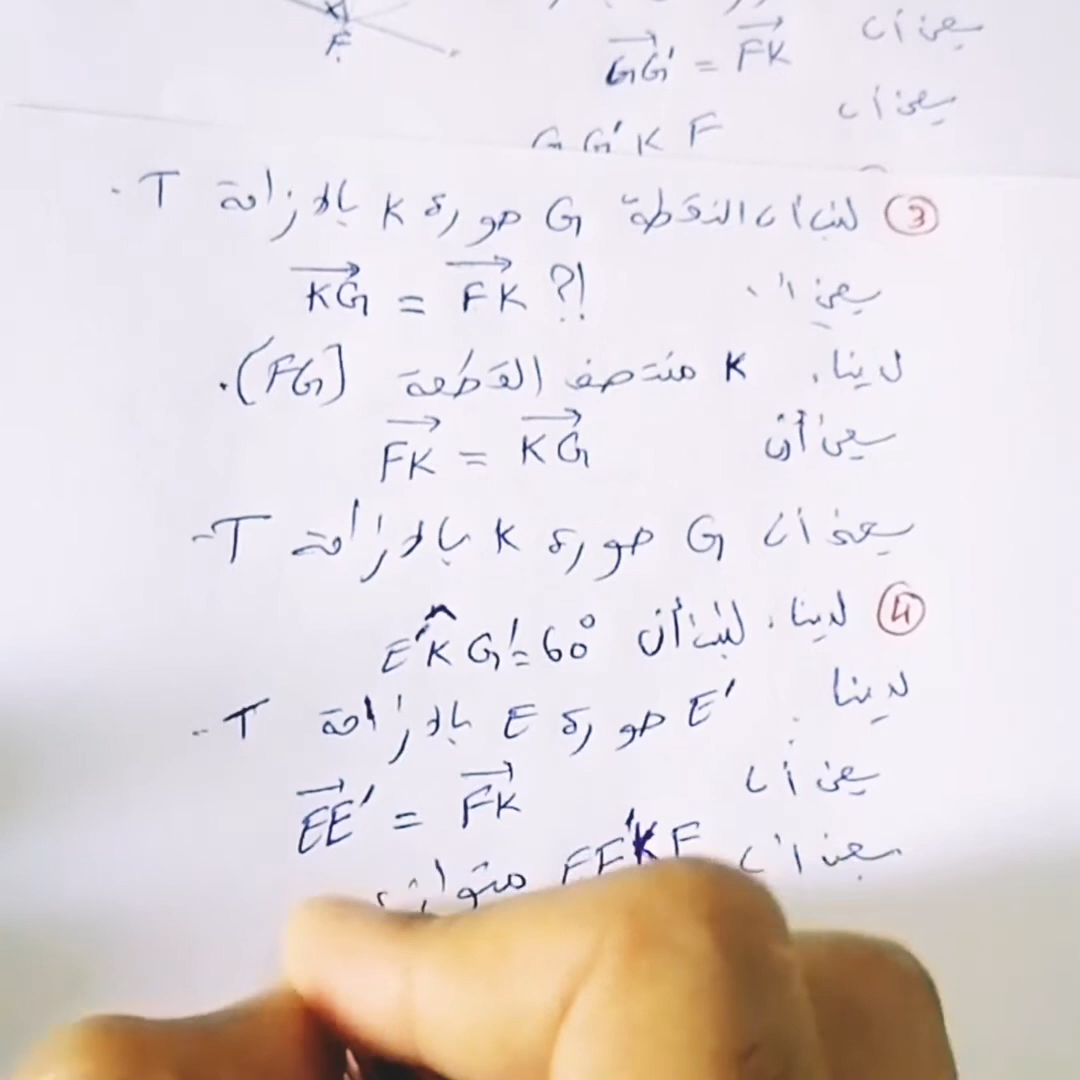 F
يعني أن
GG' = FK
يعني أن
G G' K F
③ لنبين أن النقطة G صورة K بالإزاحة T.
يعني أن
KG = FK ?!
لدينا. K منتصف القطعة [FG].
يعني أن FK = KG
يعني أن G صورة K بالإزاحة T-
④ لدينا. لنبين أن E'KG' = 60°
لدينا E' صورة E بالإزاحة T-
يعني أن EE' = FK
يعني أن EE'KF